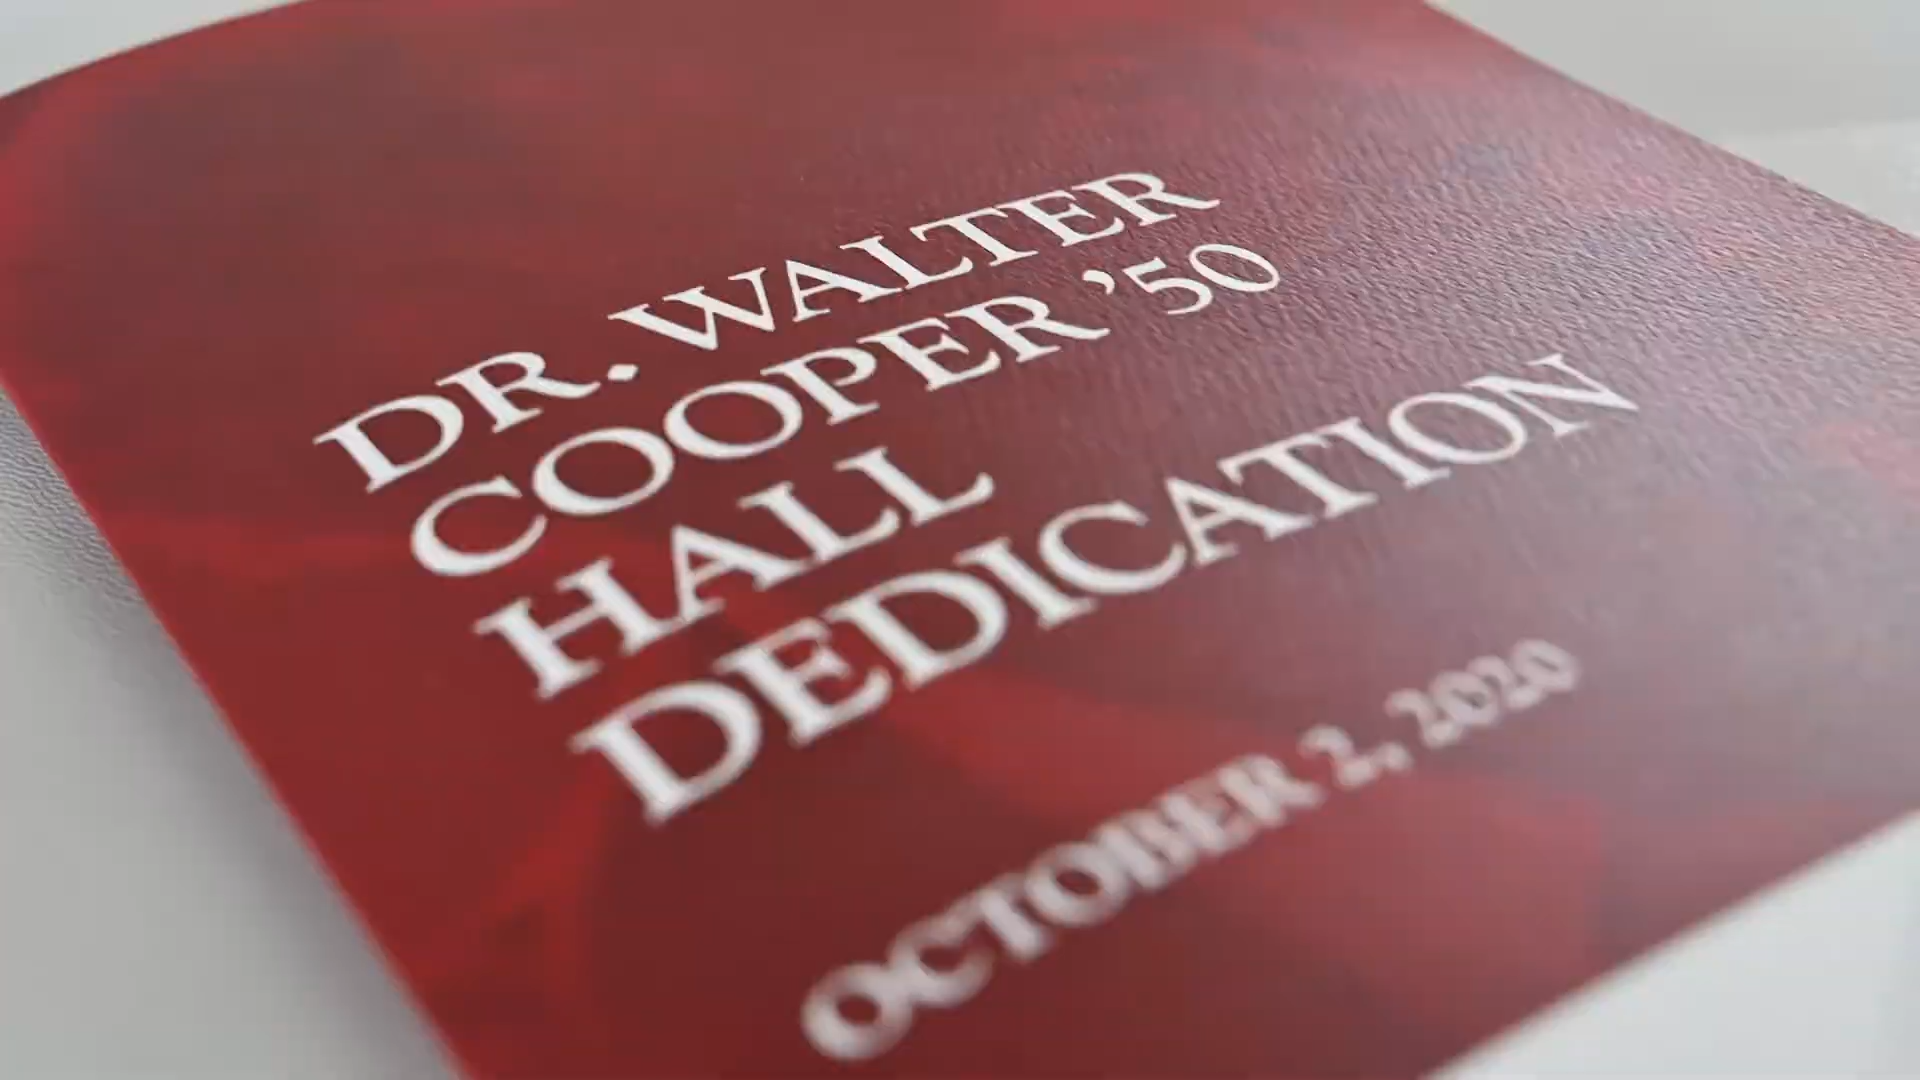 DR. WALTER
COOPER ’50
HALL
DEDICATION
OCTOBER 2, 2020